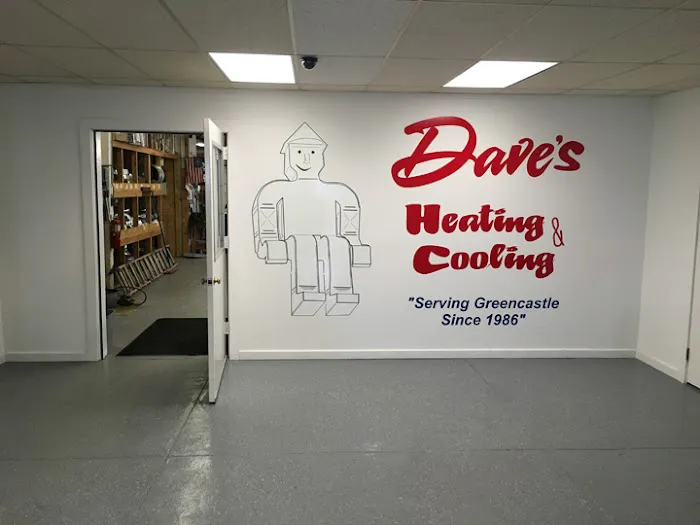 Dave's
Heating &
Cooling
"Serving Greencastle
Since 1986"